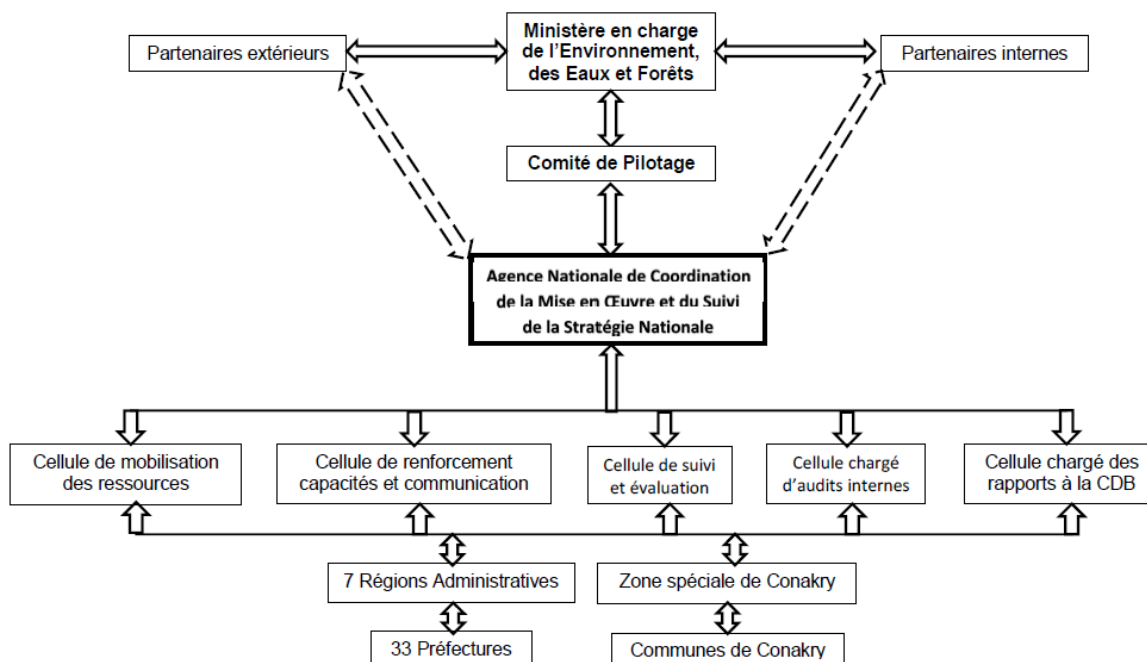 Ministère en charge
de l'Environnement,
des Eaux et Forêts
Partenaires extérieurs
Partenaires internes
Comité de Pilotage
Agence Nationale de Coordination
de la Mise en Œuvre et du Suivi
de la Stratégie Nationale
Cellule de mobilisation
des ressources
Cellule de renforcement
capacités et communication
Cellule de suivi
et évaluation
Cellule chargé
d'audits internes
Cellule chargé des
rapports à la CDB
7 Régions Administratives
Zone spéciale de Conakry
33 Préfectures
Communes de Conakry